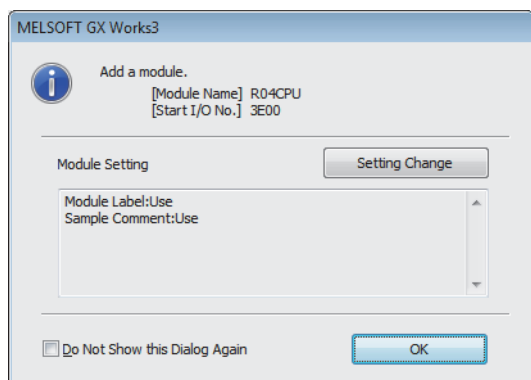 MELSOFT GX Works3
Add a module.
[Module Name] R04CPU
[Start I/O No.] 3E00
Module Setting
Setting Change
Module Label:Use
Sample Comment:Use
Do Not Show this Dialog Again
OK